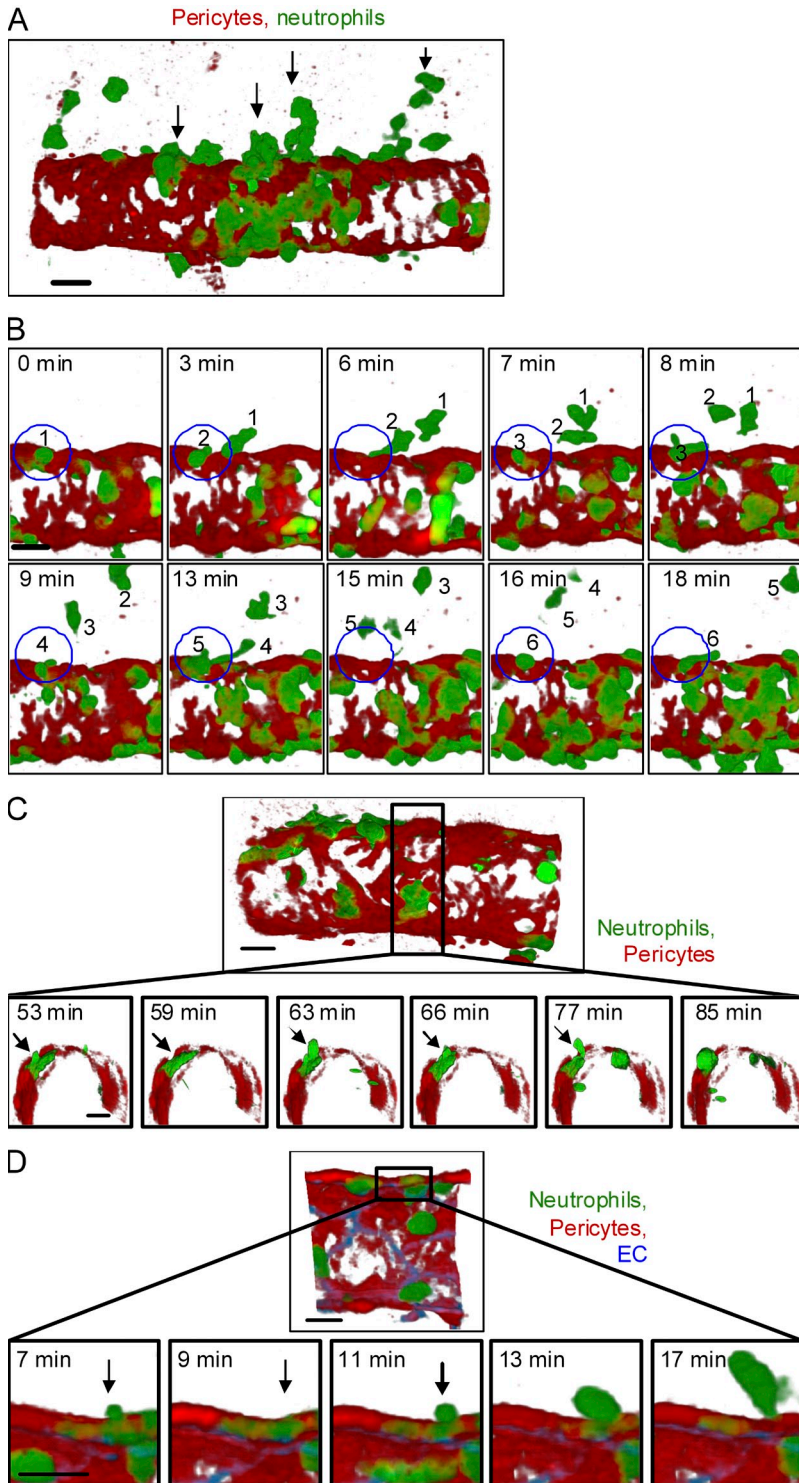 A
Pericytes, neutrophils
B
0 min
3 min
6 min
7 min
8 min
1
2
1
2
1
3
1
2
2
1
3
9 min
13 min
15 min
16 min
18 min
4
3
2
5
4
3
5
4
3
6
5
4
6
5
C
Neutrophils,
Pericytes
53 min
59 min
63 min
66 min
77 min
85 min
D
Neutrophils,
Pericytes,
EC
7 min
9 min
11 min
13 min
17 min